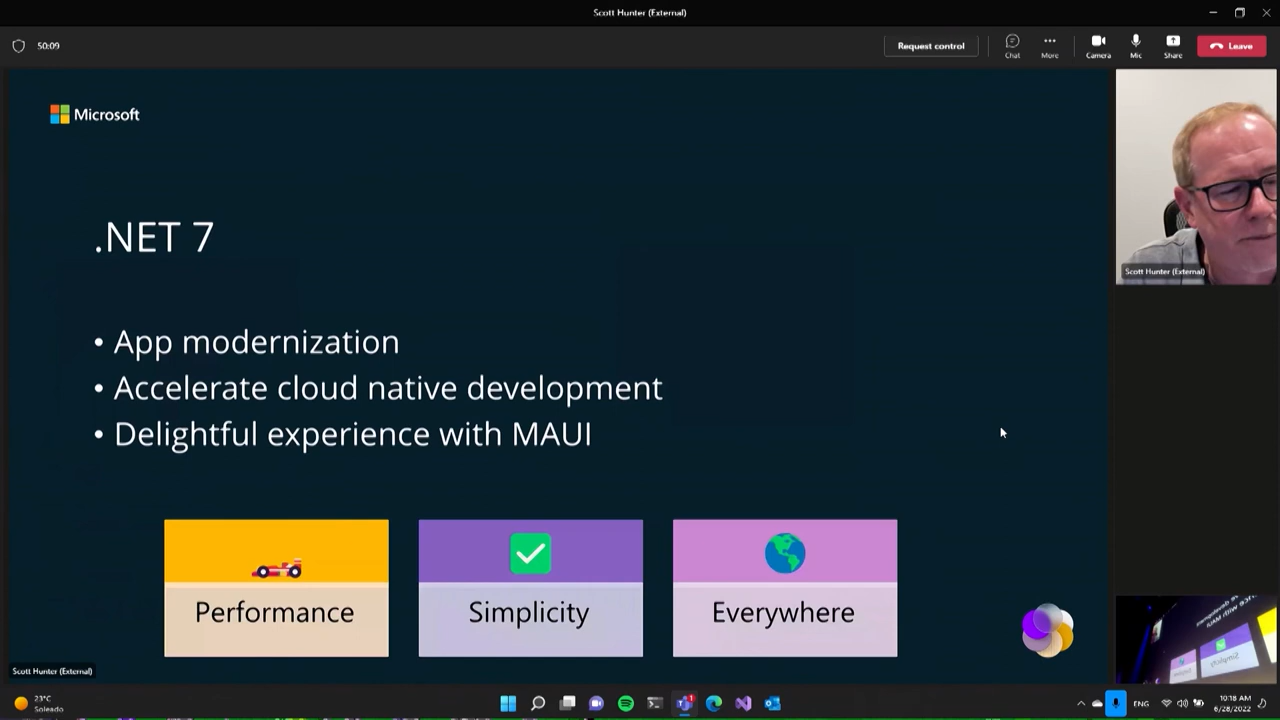 Scott Hunter (External)
50:09
Request control
Chat
More
Camera
Mic
Share
Leave
Microsoft
.NET 7
• App modernization
• Accelerate cloud native development
• Delightful experience with MAUI
Performance
Simplicity
Everywhere
Scott Hunter (External)
Scott Hunter (External)
Simplicity
23°C
Soleado
ENG
10:18 AM
6/28/2022